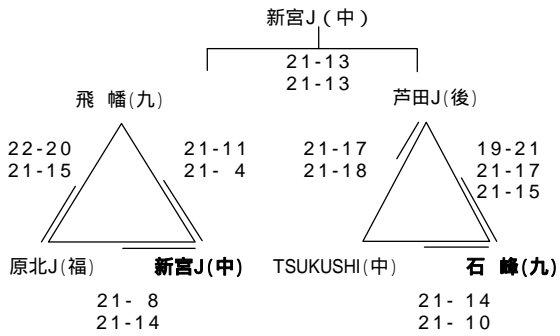 新宮J(中)
21-13
21-13
飛 幡(九)
芦田J(後)
22-20
21-15
21-11
21- 4
21-17
21-18
19-21
21-17
21-15
原北J(福)
新宮J(中)
TSUKUSHI(中)
石 峰(九)
21- 8
21-14
21- 14
21- 10